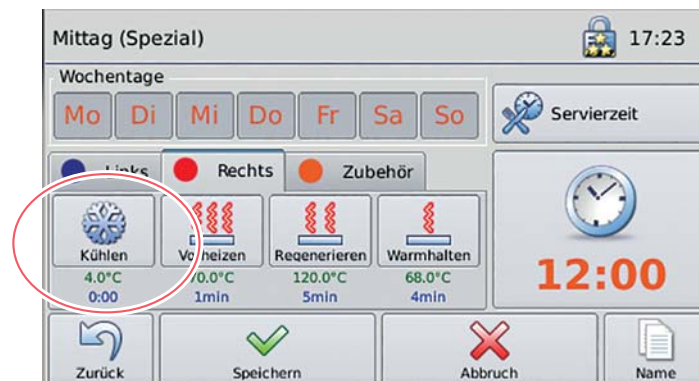 Mittag (Spezial)
17:23
Wochentage
Mo Di Mi Do Fr Sa So
Servierzeit
Links Rechts Zubehör
Kühlen Vorheizen Regenerieren Warmhalten
4.0°C 70.0°C 120.0°C 68.0°C
0:00 1min 5min 4min
12:00
Zurück Speichern Abbruch Name